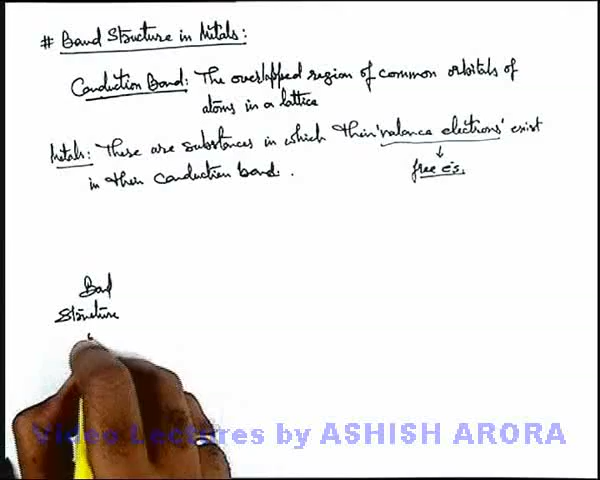 # Band Structure in Metals:
Conduction Band: The overlapped region of common orbitals of
atoms in a lattice
Metals: These are substances in which their 'valance electrons' exist
in their conduction band.
↓
free e⁻s.
Band
Structure
Video Lectures by ASHISH ARORA